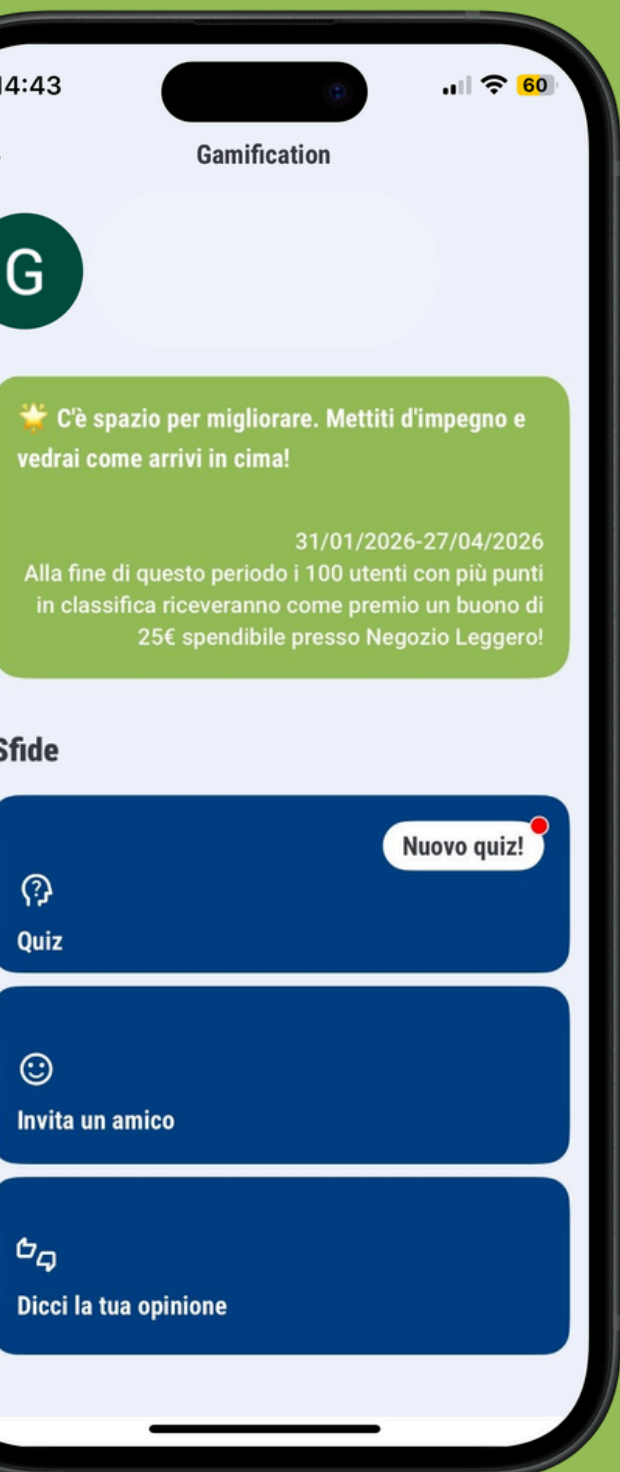 14:43
60
Gamification
G
🌟 C'è spazio per migliorare. Mettiti d'impegno e
vedrai come arrivi in cima!
31/01/2026-27/04/2026
Alla fine di questo periodo i 100 utenti con più punti
in classifica riceveranno come premio un buono di
25€ spendibile presso Negozio Leggero!
Sfide
Nuovo quiz!
Quiz
Invita un amico
Dicci la tua opinione